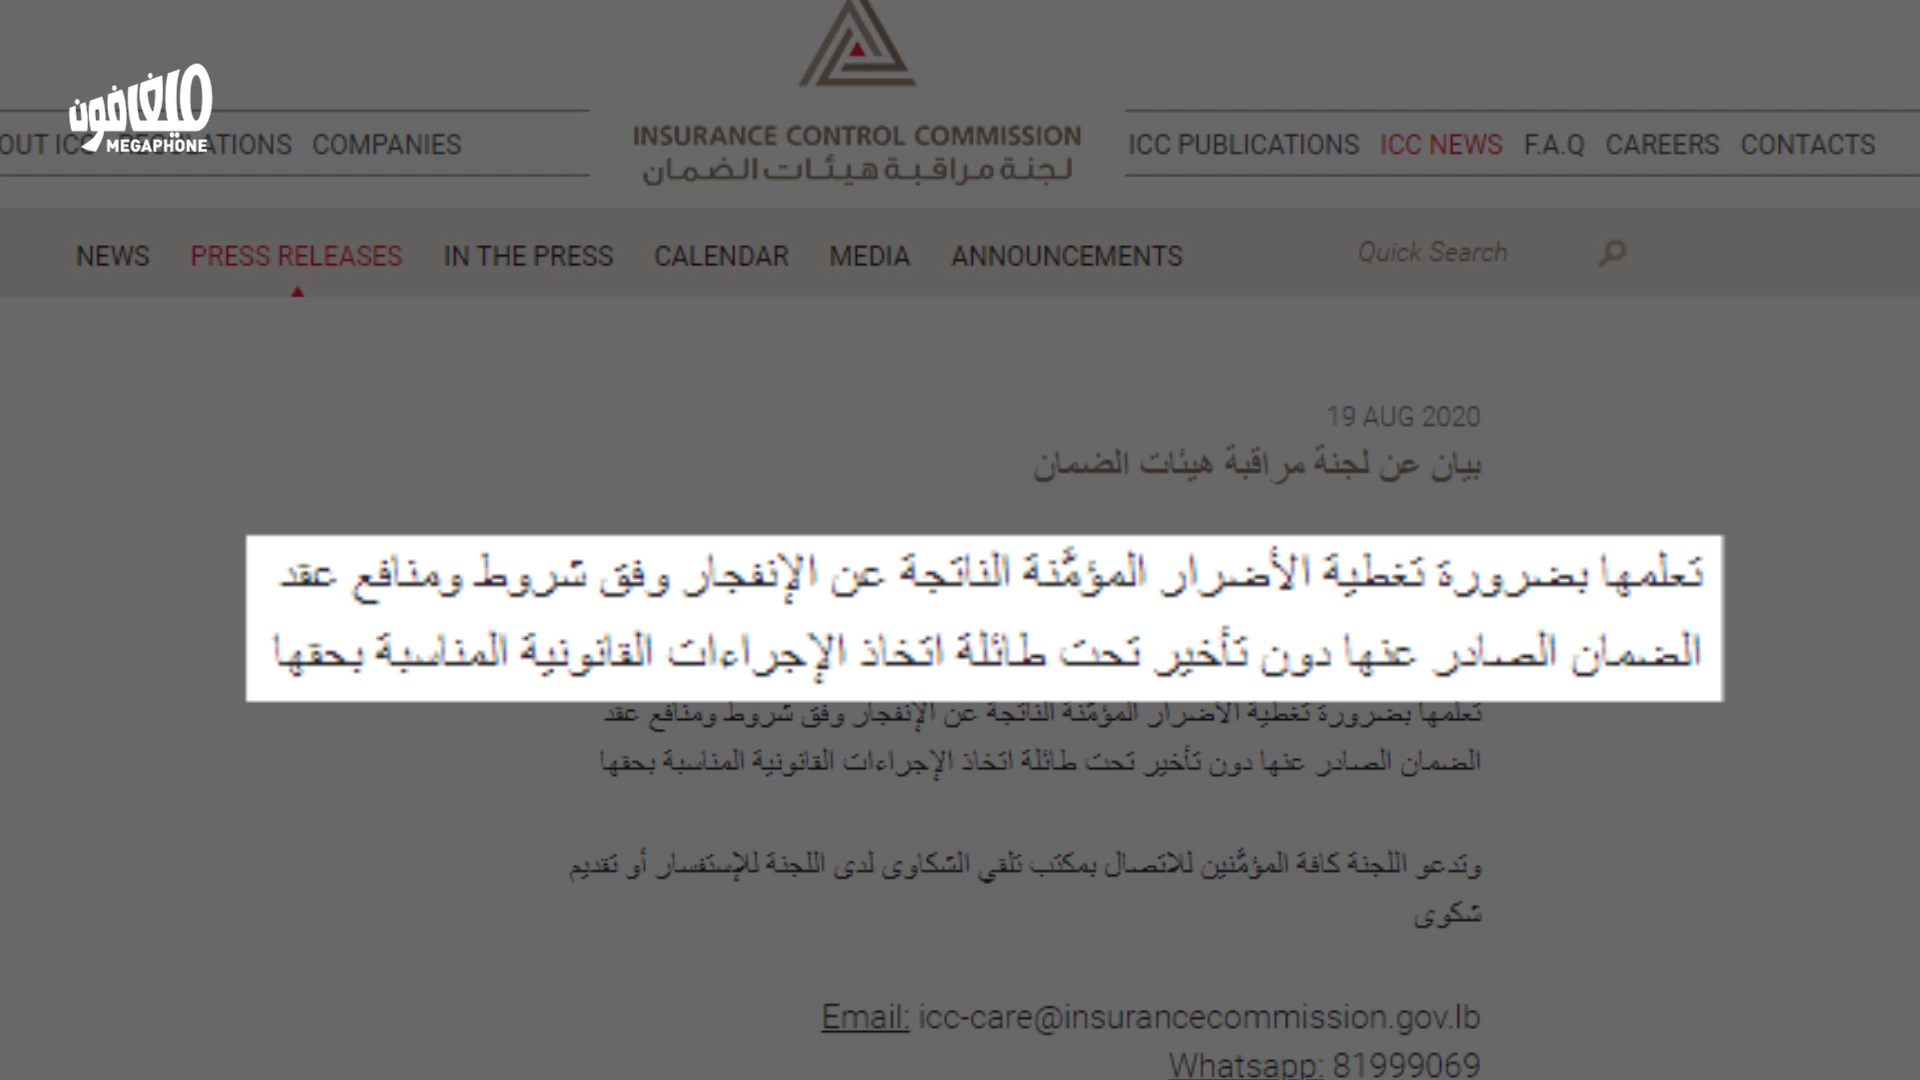 ميغافون
MEGAPHONE
OUT ICC REGULATIONS COMPANIES
INSURANCE CONTROL COMMISSION
لجنة مراقبة هيئات الضمان
ICC PUBLICATIONS ICC NEWS F.A.Q CAREERS CONTACTS
NEWS PRESS RELEASES IN THE PRESS CALENDAR MEDIA ANNOUNCEMENTS Quick Search
19 AUG 2020
بيان عن لجنة مراقبة هيئات الضمان
تعلمها بضرورة تغطية الأضرار المؤمَّنة الناتجة عن الإنفجار وفق شروط ومنافع عقد
الضمان الصادر عنها دون تأخير تحت طائلة اتخاذ الإجراءات القانونية المناسبة بحقها
تعلمها بضرورة تغطية الأضرار المؤمَّنة الناتجة عن الإنفجار وفق شروط ومنافع عقد
الضمان الصادر عنها دون تأخير تحت طائلة اتخاذ الإجراءات القانونية المناسبة بحقها
وتدعو اللجنة كافة المؤمَّنين للاتصال بمكتب تلقي الشكاوى لدى اللجنة للإستفسار أو تقديم
شكوى
Email: icc-care@insurancecommission.gov.lb
Whatsapp: 81999069